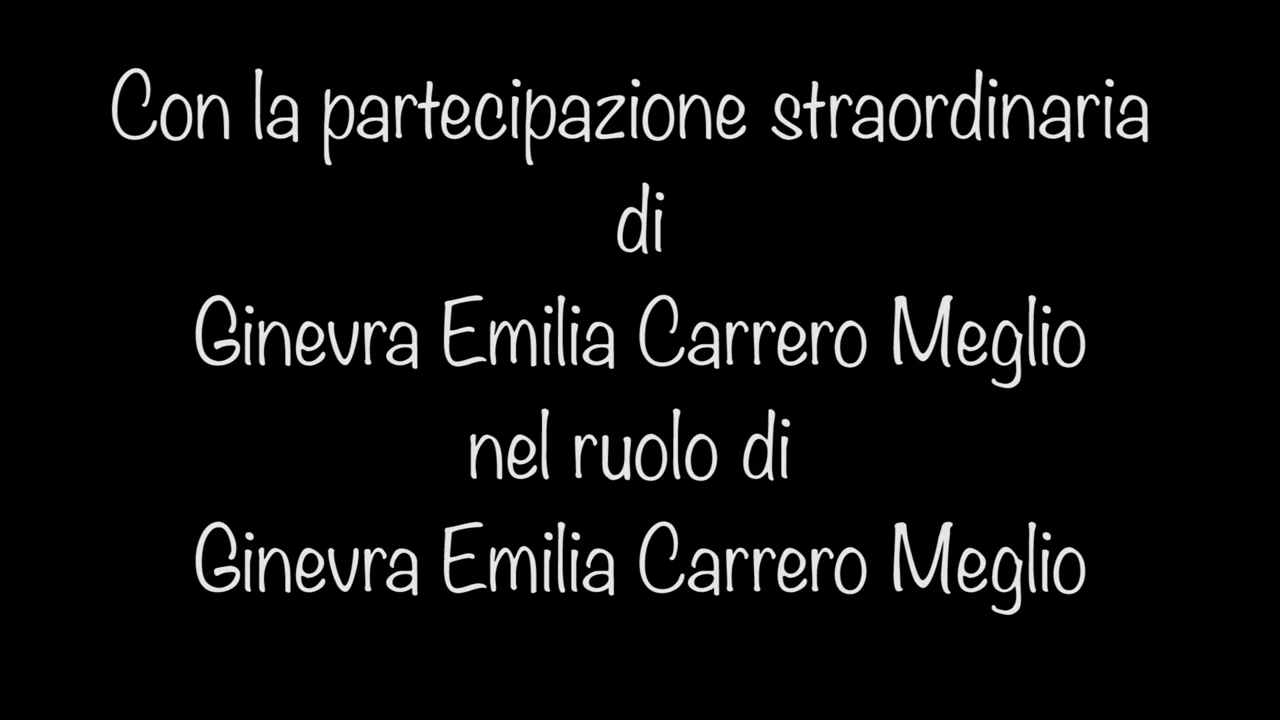 Con la partecipazione straordinaria
di
Ginevra Emilia Carrero Meglio
nel ruolo di
Ginevra Emilia Carrero Meglio